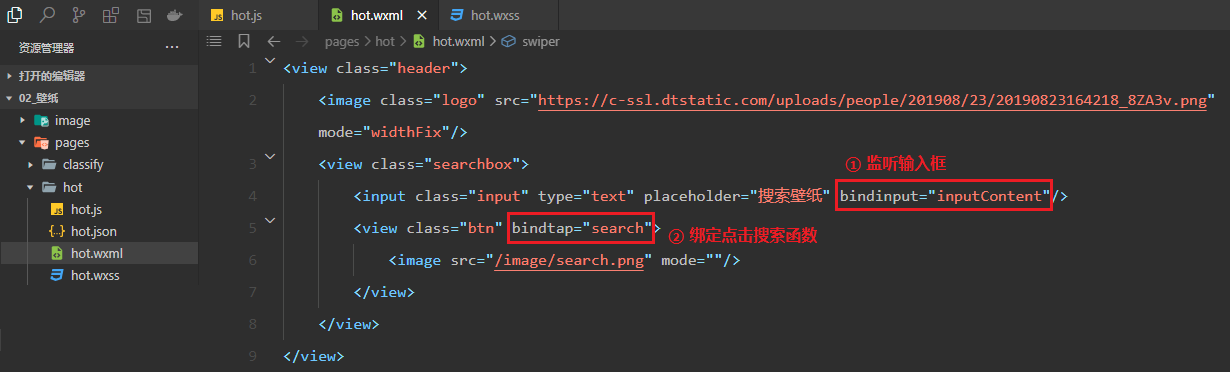 hot.js
hot.wxml
hot.wxss
资源管理器
pages > hot > hot.wxml > swiper
打开的编辑器
02_壁纸
image
pages
classify
hot
hot.js
hot.json
hot.wxml
hot.wxss
1 <view class="header">
2 <image class="logo" src="https://c-ssl.dtstatic.com/uploads/people/201908/23/20190823164218_8ZA3v.png"
mode="widthFix"/>
3 <view class="searchbox">
① 监听输入框
4 <input class="input" type="text" placeholder="搜索壁纸" bindinput="inputContent"/>
5 <view class="btn" bindtap="search">
② 绑定点击搜索函数
6 <image src="/image/search.png" mode=""/>
7 </view>
8 </view>
9 </view>